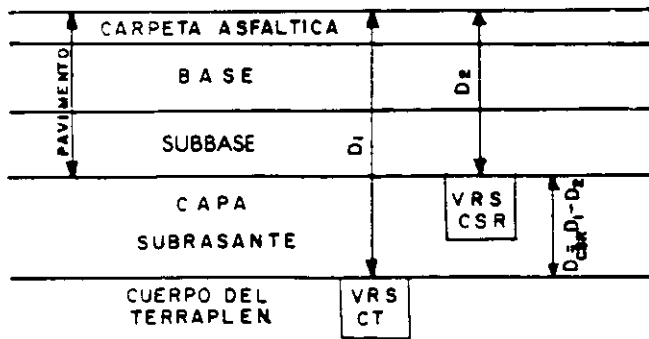 CARPETA ASFALTICA
PAVIMENTO
BASE
D1
D2
SUBBASE
CAPA
SUBRASANTE
VRS
CSR
CUERPO DEL
TERRAPLEN
VRS
CT